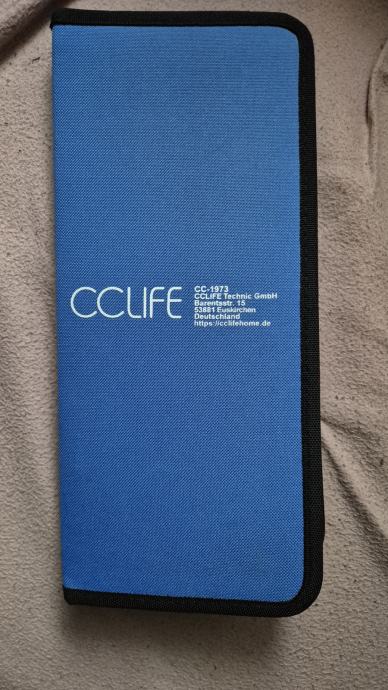 CCLIFE
CC-1973
CCLIFE Technic GmbH
Barentsstr. 15
53881 Euskirchen
Deutschland
https://cclifehome.de